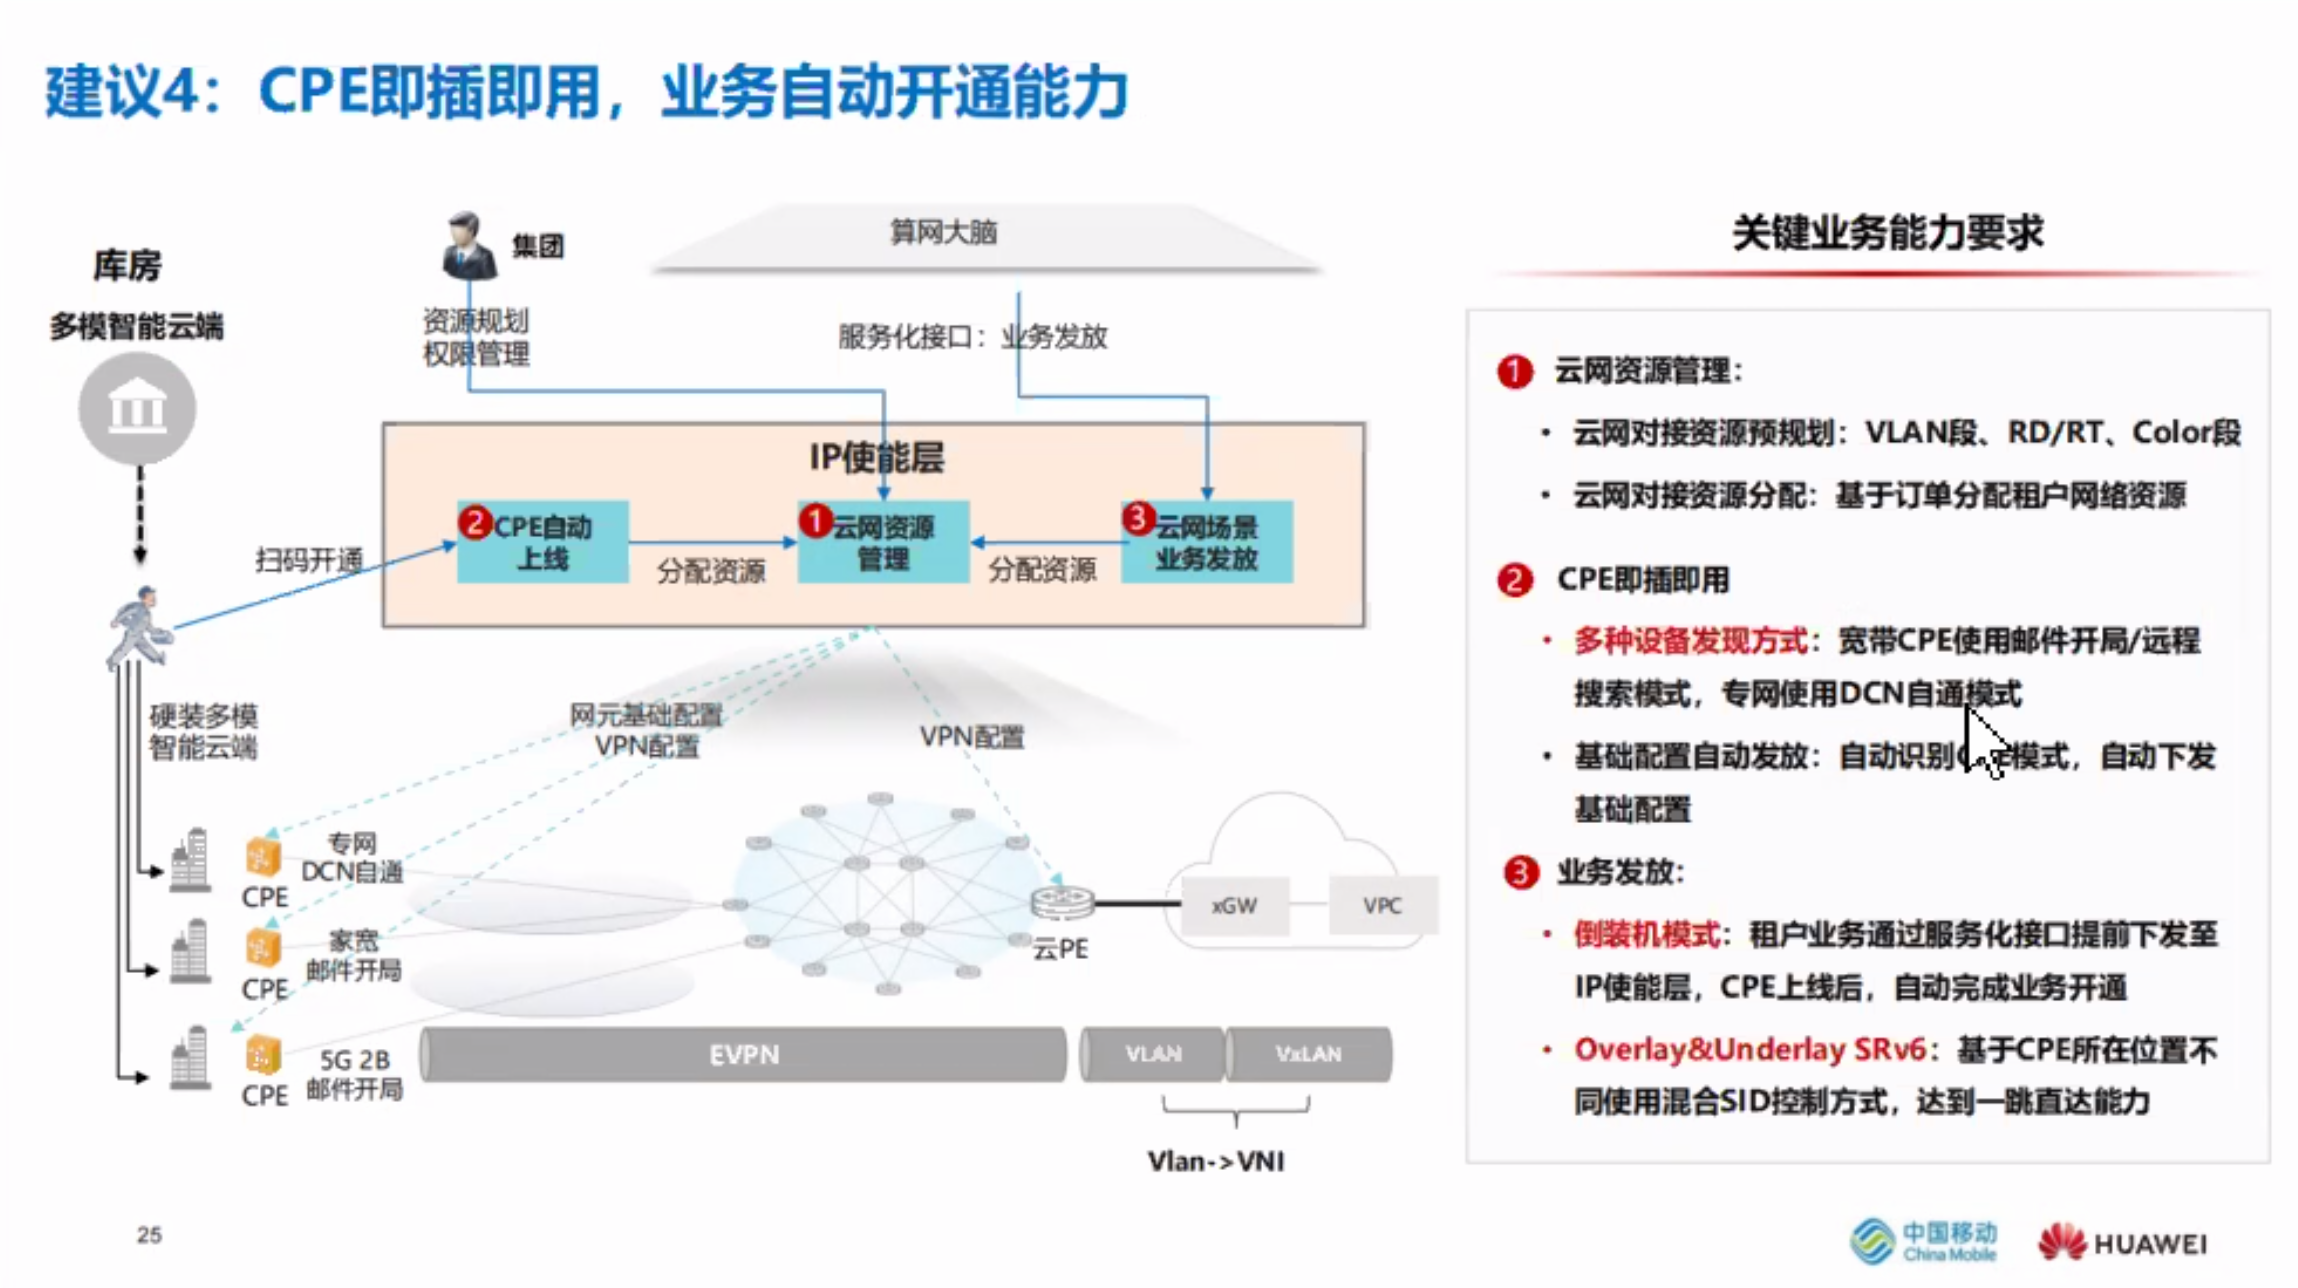 建议4：CPE即插即用，业务自动开通能力
库房
多模智能云端
集团
资源规划
权限管理
算网大脑
服务化接口：业务发放
扫码开通
IP使能层
2
CPE自动
上线
分配资源
1
云网资源
管理
分配资源
3
云网场景
业务发放
硬装多模
智能云端
网元基础配置
VPN配置
VPN配置
CPE
专网
DCN自通
CPE
家宽
邮件开局
CPE
5G 2B
邮件开局
云PE
xGW
VPC
EVPN
VLAN
VxLAN
Vlan->VNI
关键业务能力要求
1 云网资源管理：
• 云网对接资源预规划：VLAN段、RD/RT、Color段
• 云网对接资源分配：基于订单分配租户网络资源
2 CPE即插即用
• 多种设备发现方式：宽带CPE使用邮件开局/远程
搜索模式，专网使用DCN自通模式
• 基础配置自动发放：自动识别模式，自动下发
基础配置
3 业务发放：
• 倒装机模式：租户业务通过服务化接口提前下发至
IP使能层，CPE上线后，自动完成业务开通
• Overlay&Underlay SRv6：基于CPE所在位置不
同使用混合SID控制方式，达到一跳直达能力
25
中国移动
China Mobile
HUAWEI